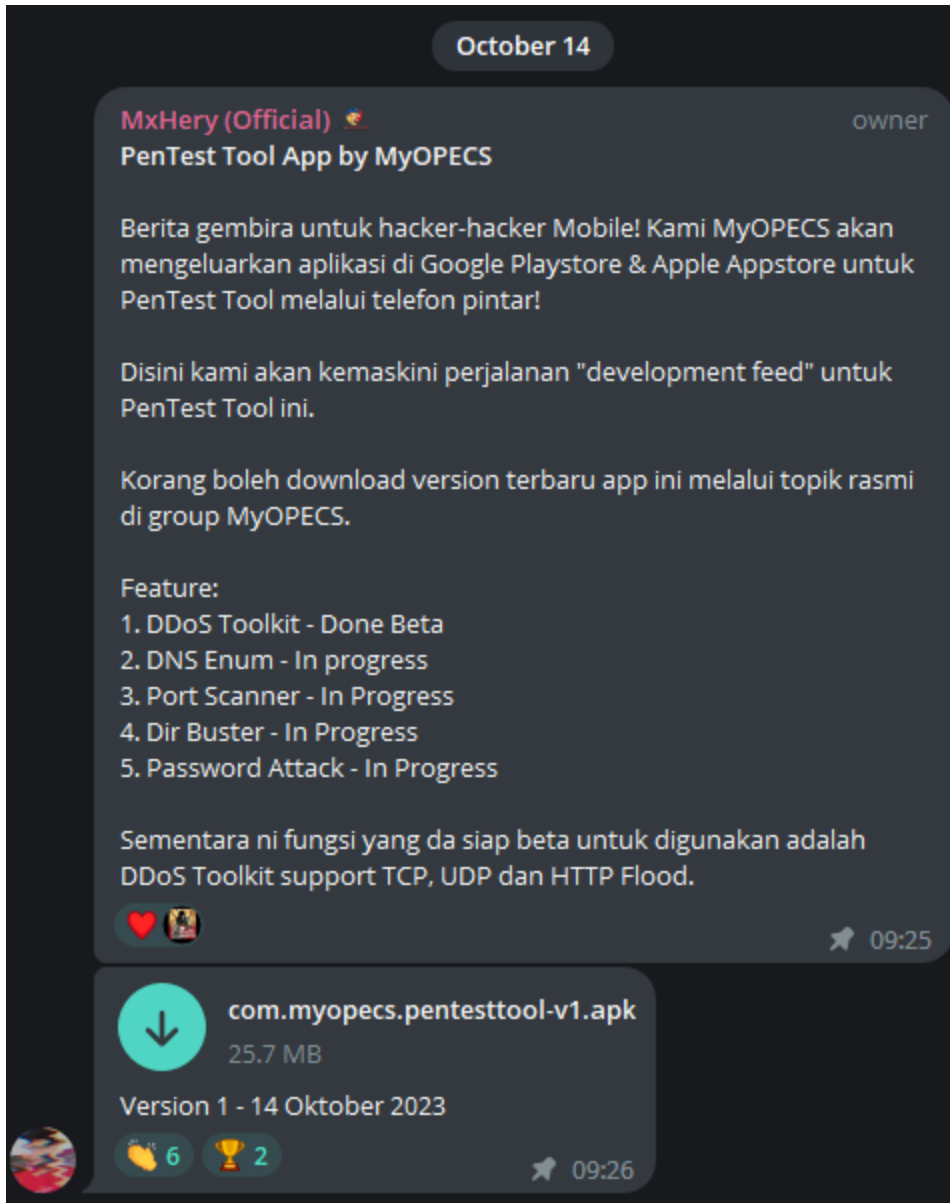 October 14
MxHery (Official) owner
PenTest Tool App by MyOPECS
Berita gembira untuk hacker-hacker Mobile! Kami MyOPECS akan
mengeluarkan aplikasi di Google Playstore & Apple Appstore untuk
PenTest Tool melalui telefon pintar!
Disini kami akan kemaskini perjalanan "development feed" untuk
PenTest Tool ini.
Korang boleh download version terbaru app ini melalui topik rasmi
di group MyOPECS.
Feature:
1. DDoS Toolkit - Done Beta
2. DNS Enum - In progress
3. Port Scanner - In Progress
4. Dir Buster - In Progress
5. Password Attack - In Progress
Sementara ni fungsi yang da siap beta untuk digunakan adalah
DDoS Toolkit support TCP, UDP dan HTTP Flood.
09:25
com.myopecs.pentesttool-v1.apk
25.7 MB
Version 1 - 14 Oktober 2023
6 2 09:26